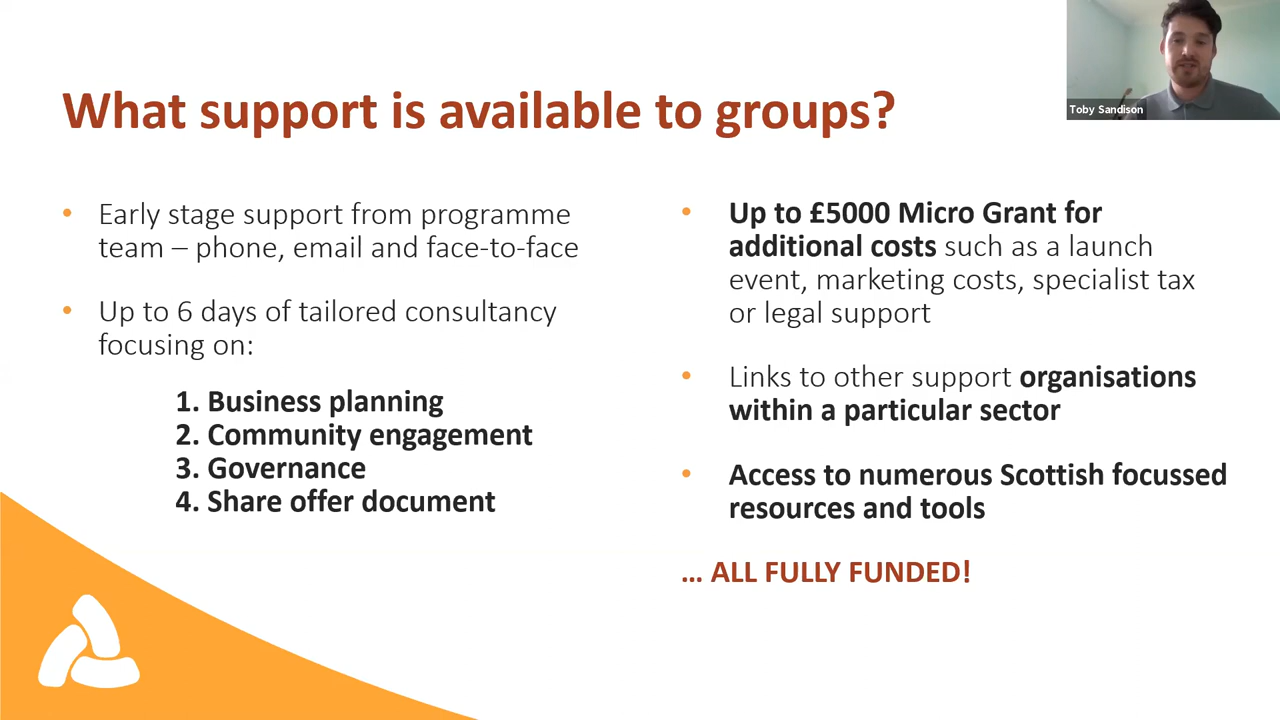 What support is available to groups?
Toby Sandison
• Early stage support from programme
team – phone, email and face-to-face
• Up to 6 days of tailored consultancy
focusing on:
1. Business planning
2. Community engagement
3. Governance
4. Share offer document
• Up to £5000 Micro Grant for
additional costs such as a launch
event, marketing costs, specialist tax
or legal support
• Links to other support organisations
within a particular sector
• Access to numerous Scottish focussed
resources and tools
... ALL FULLY FUNDED!